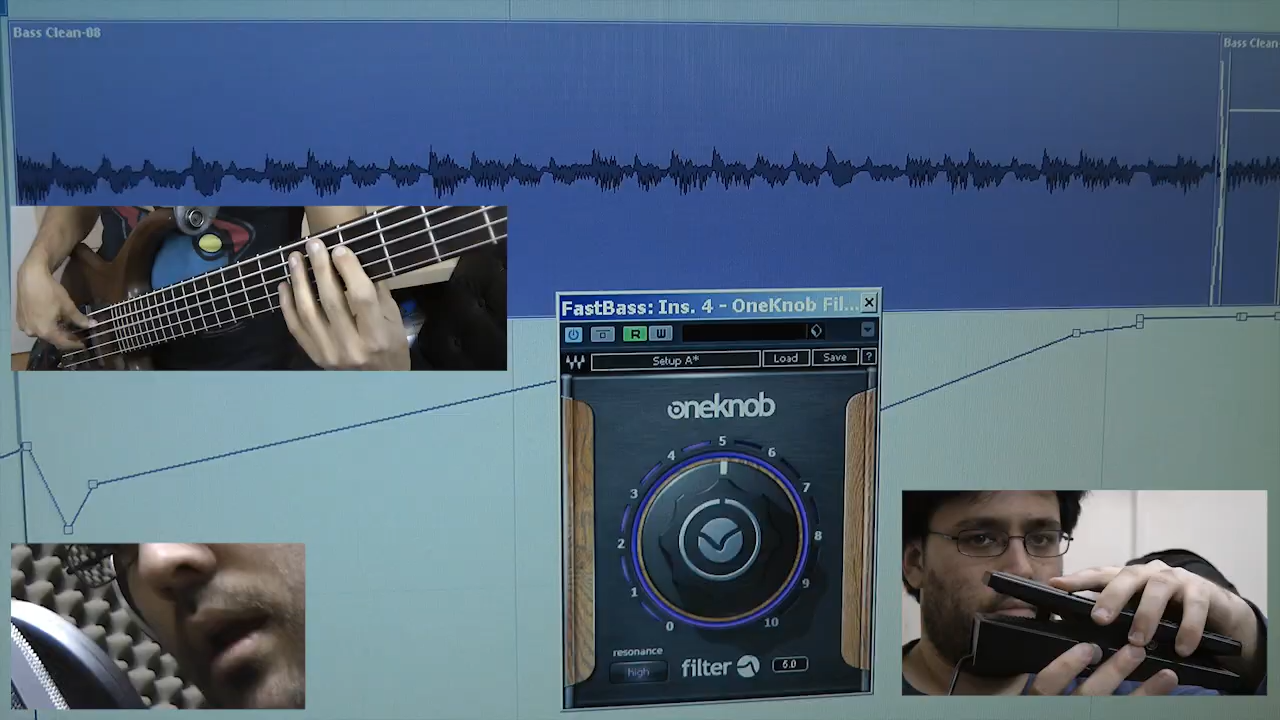 Bass Clean-08
Bass Clean
FastBass: Ins. 4 - OneKnob Fil...
R W
Setup A*
Load
Save
?
oneknob
0 1 2 3 4 5 6 7 8 9 10
resonance
high
filter
6.0